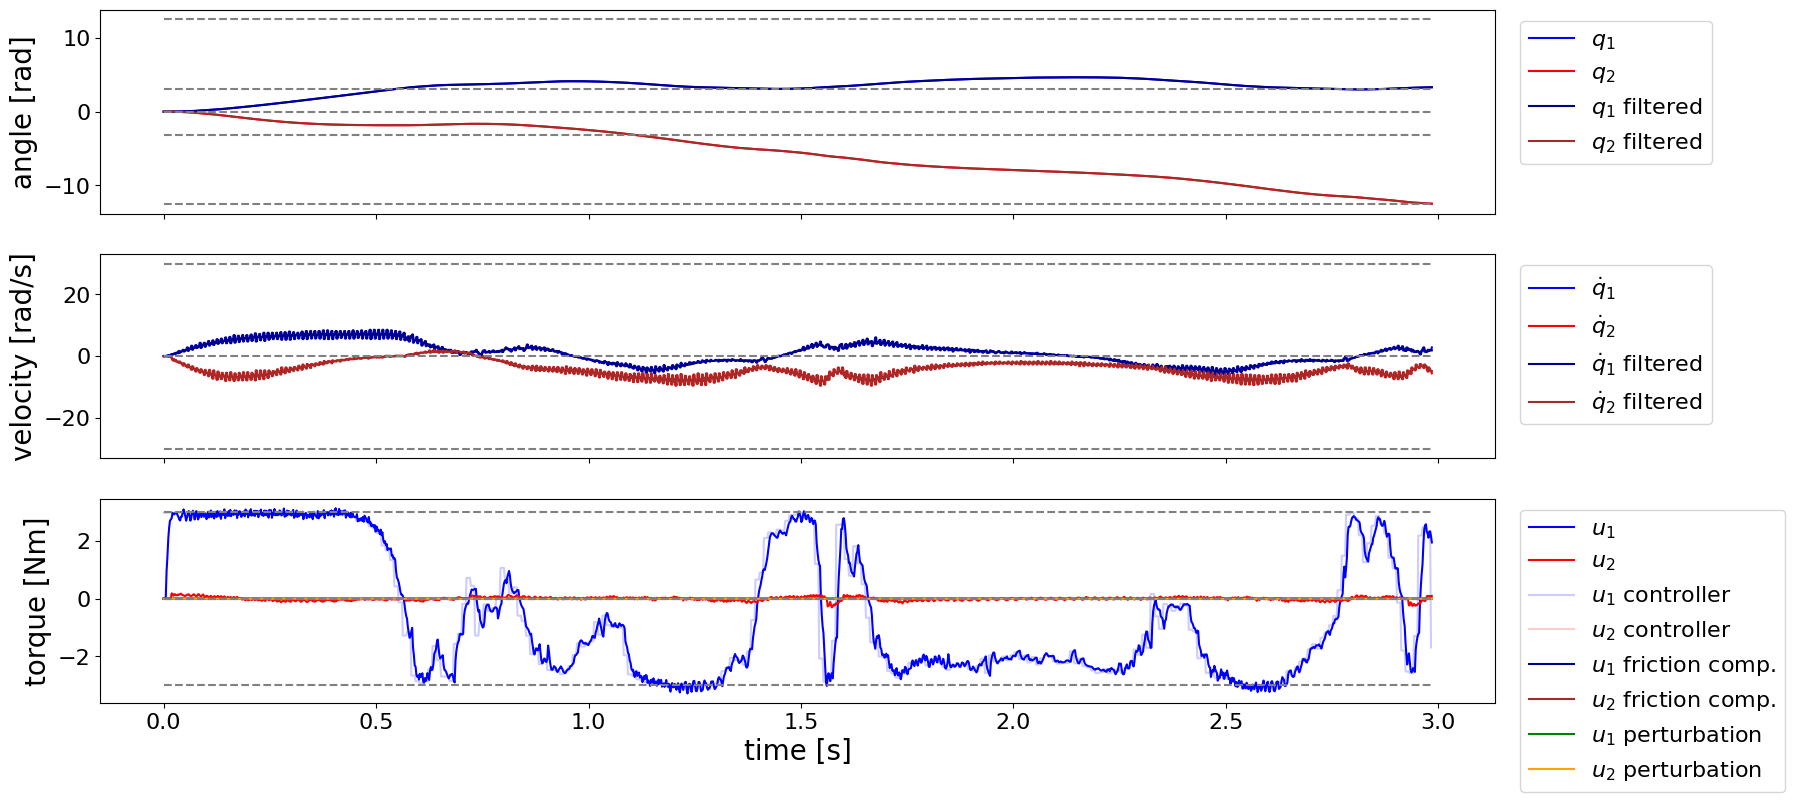 angle [rad]
10
0
−10
q₁
q₂
q₁ filtered
q₂ filtered
velocity [rad/s]
20
0
−20
q̇₁
q̇₂
q̇₁ filtered
q̇₂ filtered
torque [Nm]
2
0
−2
0.0 0.5 1.0 1.5 2.0 2.5 3.0
time [s]
u₁
u₂
u₁ controller
u₂ controller
u₁ friction comp.
u₂ friction comp.
u₁ perturbation
u₂ perturbation